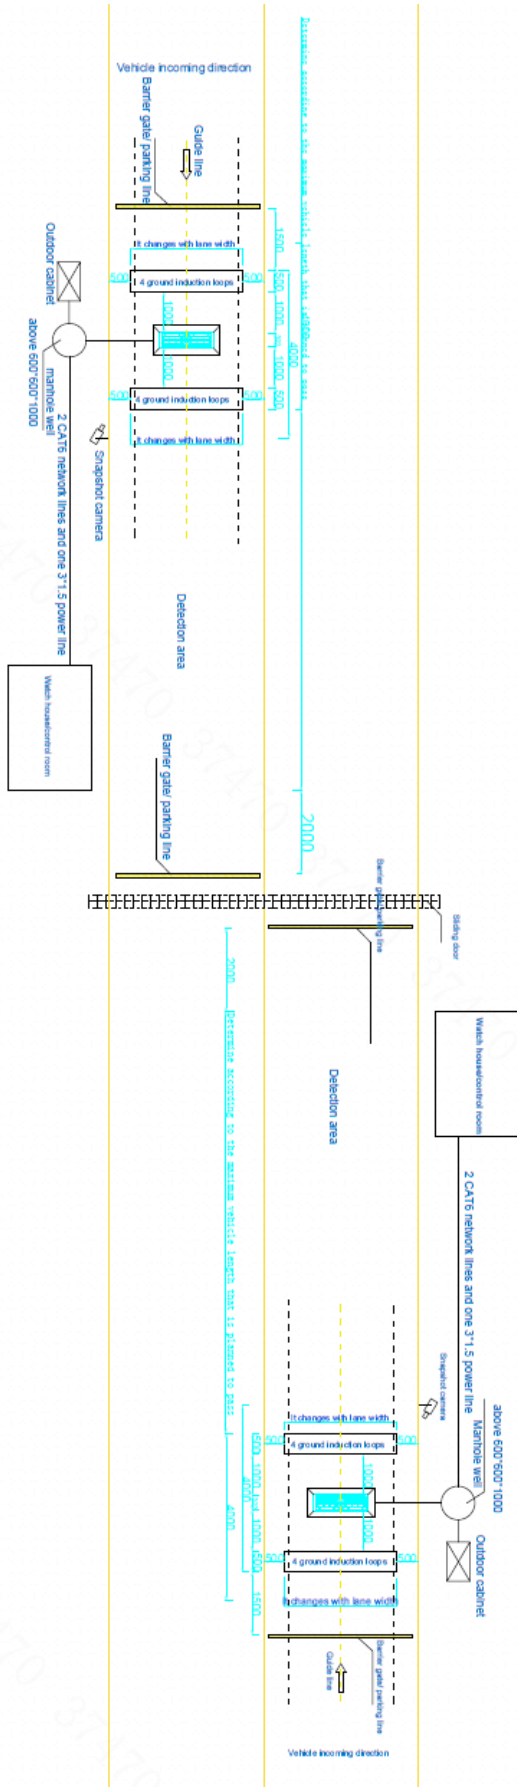 Vehicle incoming direction
Barrier gate/ parking line
Guide line
It changes with lane width
1500
500
4 ground induction loops
500
500
1000
1000
4000
1000
1000
Outdoor cabinet
manhole well
above 600*600*1000
500
4 ground induction loops
500
500
It changes with lane width
Snapshot camera
2 CAT6 network lines and one 3*1.5 power line
Detection area
Watch house/control room
Barrier gate/ parking line
2000
Barrier gate/parking line
Sliding door
2000
Determine according to the maximum vehicle length that is planned to pass
Watch house/control room
Detection area
2 CAT6 network lines and one 3*1.5 power line
Snapshot camera
It changes with lane width
500
4 ground induction loops
500
500
1000
1000
4000
4000
1000
1000
above 600*600*1000
Manhole well
Outdoor cabinet
500
4 ground induction loops
500
500
It changes with lane width
1500
Barrier gate/ parking line
Guide line
Vehicle incoming direction
37470
37470
37470